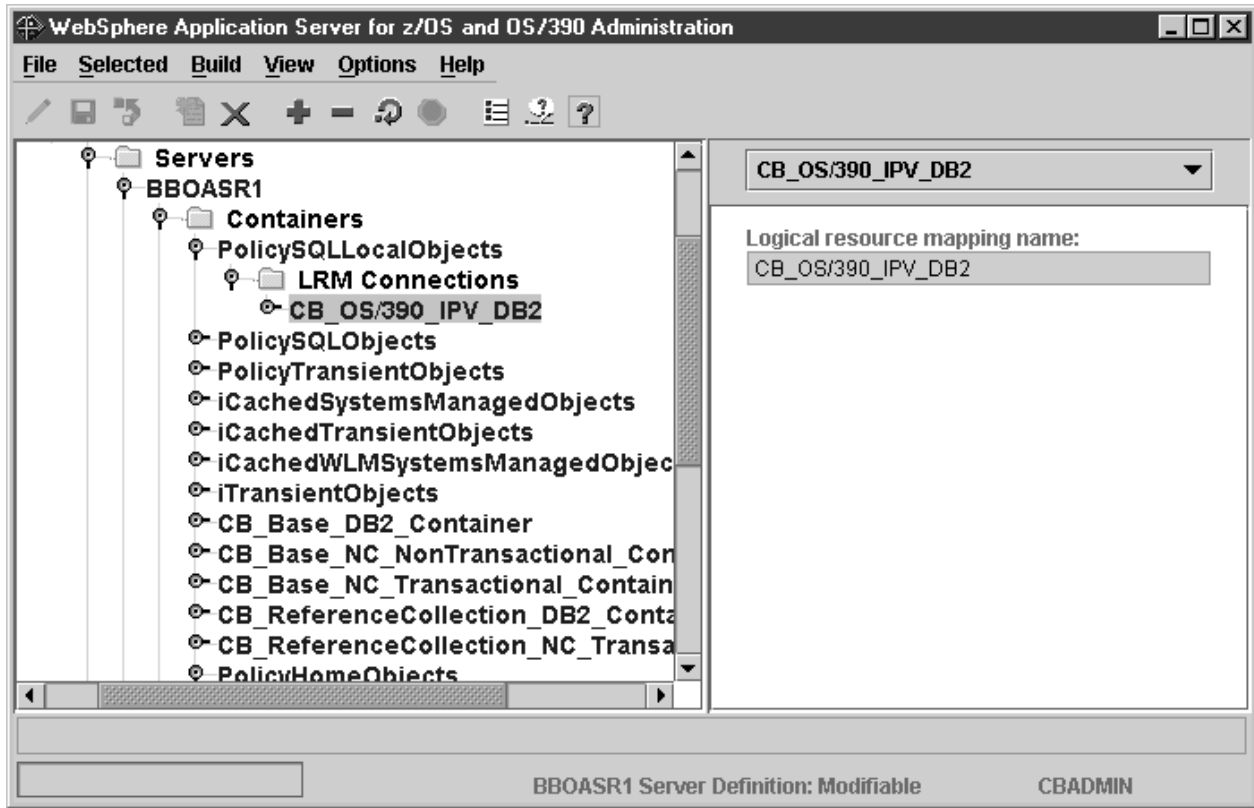 WebSphere Application Server for z/OS and OS/390 Administration
File Selected Build View Options Help
Servers
BBOASR1
Containers
PolicySQLLocalObjects
LRM Connections
CB_OS/390_IPV_DB2
PolicySQLObjects
PolicyTransientObjects
iCachedSystemsManagedObjects
iCachedTransientObjects
iCachedWLMSystemsManagedObjec
iTransientObjects
CB_Base_DB2_Container
CB_Base_NC_NonTransactional_Con
CB_Base_NC_Transactional_Contain
CB_ReferenceCollection_DB2_Conta
CB_ReferenceCollection_NC_Transa
PolicyHomeObjects
CB_OS/390_IPV_DB2
Logical resource mapping name:
CB_OS/390_IPV_DB2
BBOASR1 Server Definition: Modifiable CBADMIN